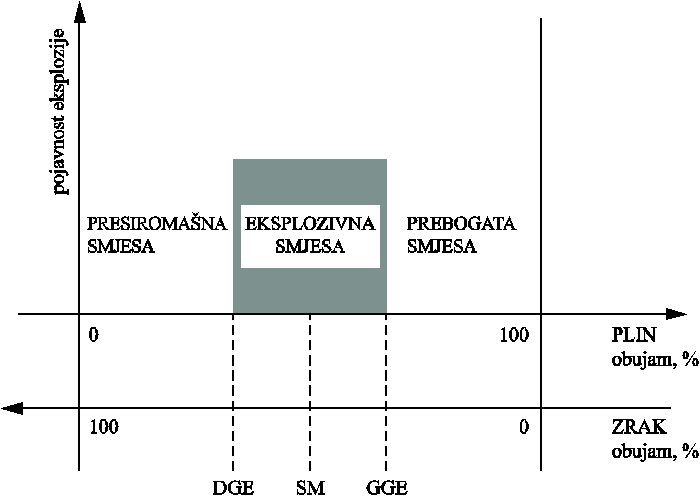 pojavnost eksplozije
PRESIROMAŠNA
SMJESA
EKSPLOZIVNA
SMJESA
PREBOGATA
SMJESA
0
100
PLIN
obujam, %
100
0
ZRAK
obujam, %
DGE
SM
GGE